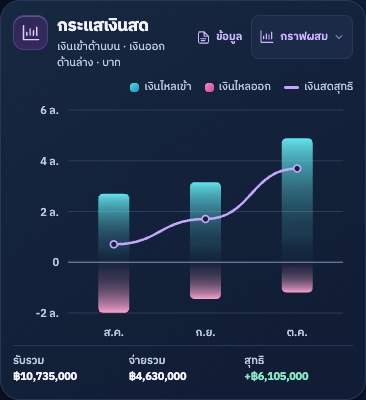 กระแสเงินสด
เงินเข้าด้านบน · เงินออก
ด้านล่าง · บาท
ข้อมูล
กราฟผสม
เงินไหลเข้า
เงินไหลออก
เงินสดสุทธิ
6 ล.
4 ล.
2 ล.
0
-2 ล.
ส.ค.
ก.ย.
ต.ค.
รับรวม
จ่ายรวม
สุทธิ
฿10,735,000
฿4,630,000
+฿6,105,000